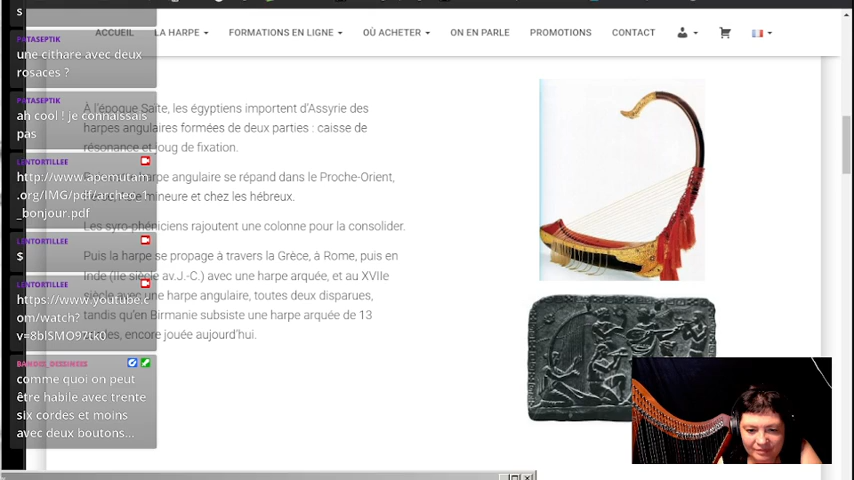 s
ACCUEIL LA HARPE FORMATIONS EN LIGNE OÙ ACHETER ON EN PARLE PROMOTIONS CONTACT
PATASEPTIK
une cithare avec deux
rosaces ?
PATASEPTIK
ah cool ! je connaissais
pas
LENTORTILLEE
http://www.apemutam
.org/IMG/pdf/archeo_1
_bonjour.pdf
LENTORTILLEE
$
LENTORTILLEE
https://www.youtube.c
om/watch?
v=8blSMO97tk0
BANDES_DESSINEES
comme quoi on peut
être habile avec trente
six cordes et moins
avec deux boutons...
À l'époque Saïte, les égyptiens importent d'Assyrie des
harpes angulaires formées de deux parties : caisse de
résonance et joug de fixation.
harpe angulaire se répand dans le Proche-Orient,
mineure et chez les hébreux.
Les syro-phéniciens rajoutent une colonne pour la consolider.
Puis la harpe se propage à travers la Grèce, à Rome, puis en
Inde (IIe siècle av.J.-C.) avec une harpe arquée, et au XVIIe
siècle avec une harpe angulaire, toutes deux disparues,
tandis qu'en Birmanie subsiste une harpe arquée de 13
cordes, encore jouée aujourd'hui.